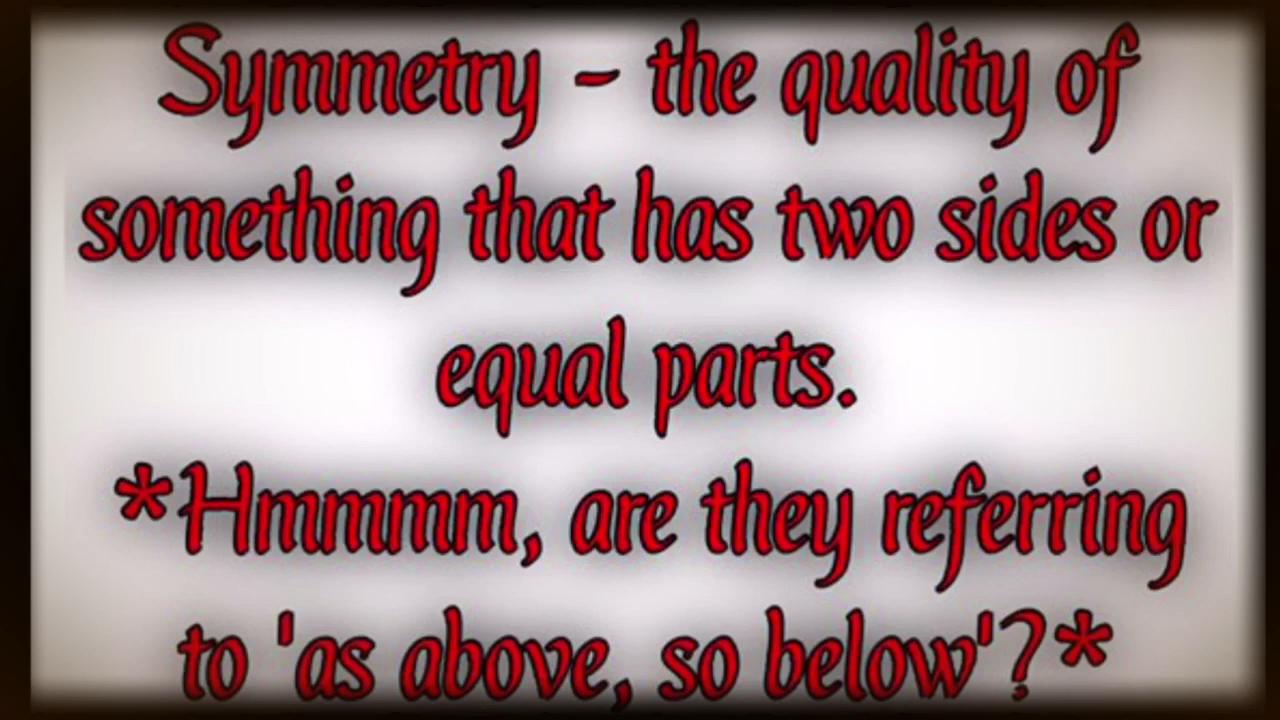 Symmetry - the quality of
something that has two sides or
equal parts.
*Hmmmm, are they referring
to 'as above, so below'?*